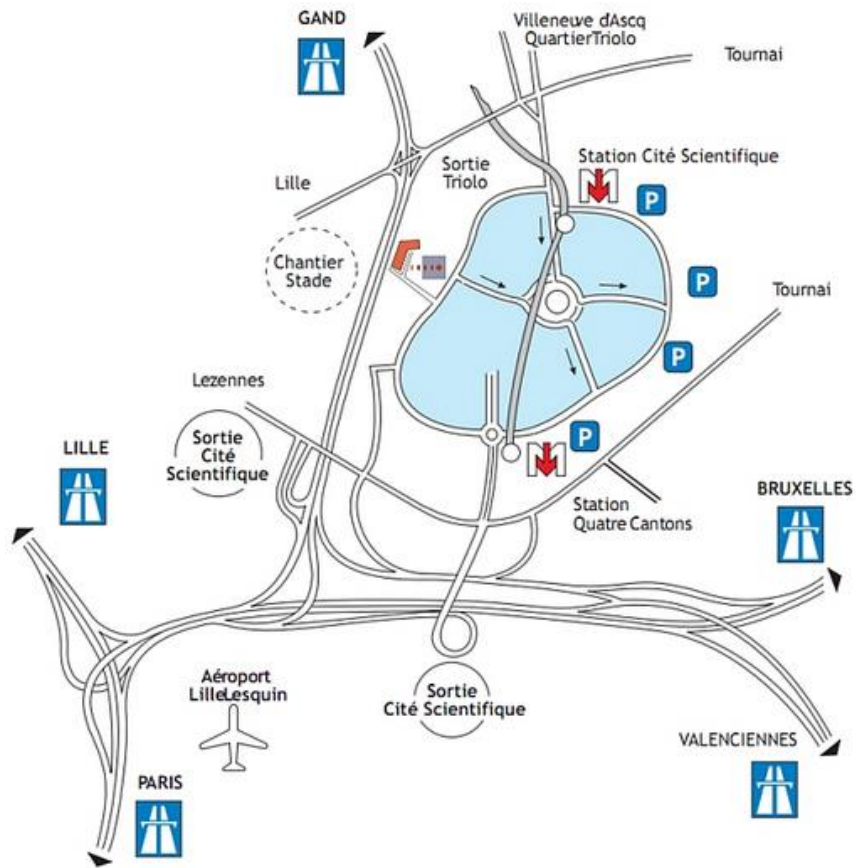 GAND
Villeneuve d'Ascq
QuartierTriolo
Tournai
Station Cité Scientifique
Sortie
Triolo
P
Lille
Chantier
Stade
P
Tournai
P
Lezennes
Sortie
Cité
Scientifique
P
LILLE
BRUXELLES
Station
Quatre Cantons
Aéroport
LilleLesquin
Sortie
Cité Scientifique
VALENCIENNES
PARIS